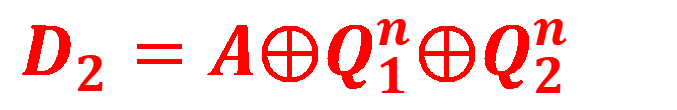 D₂ = A⊕Q₁ⁿ⊕Q₂ⁿ